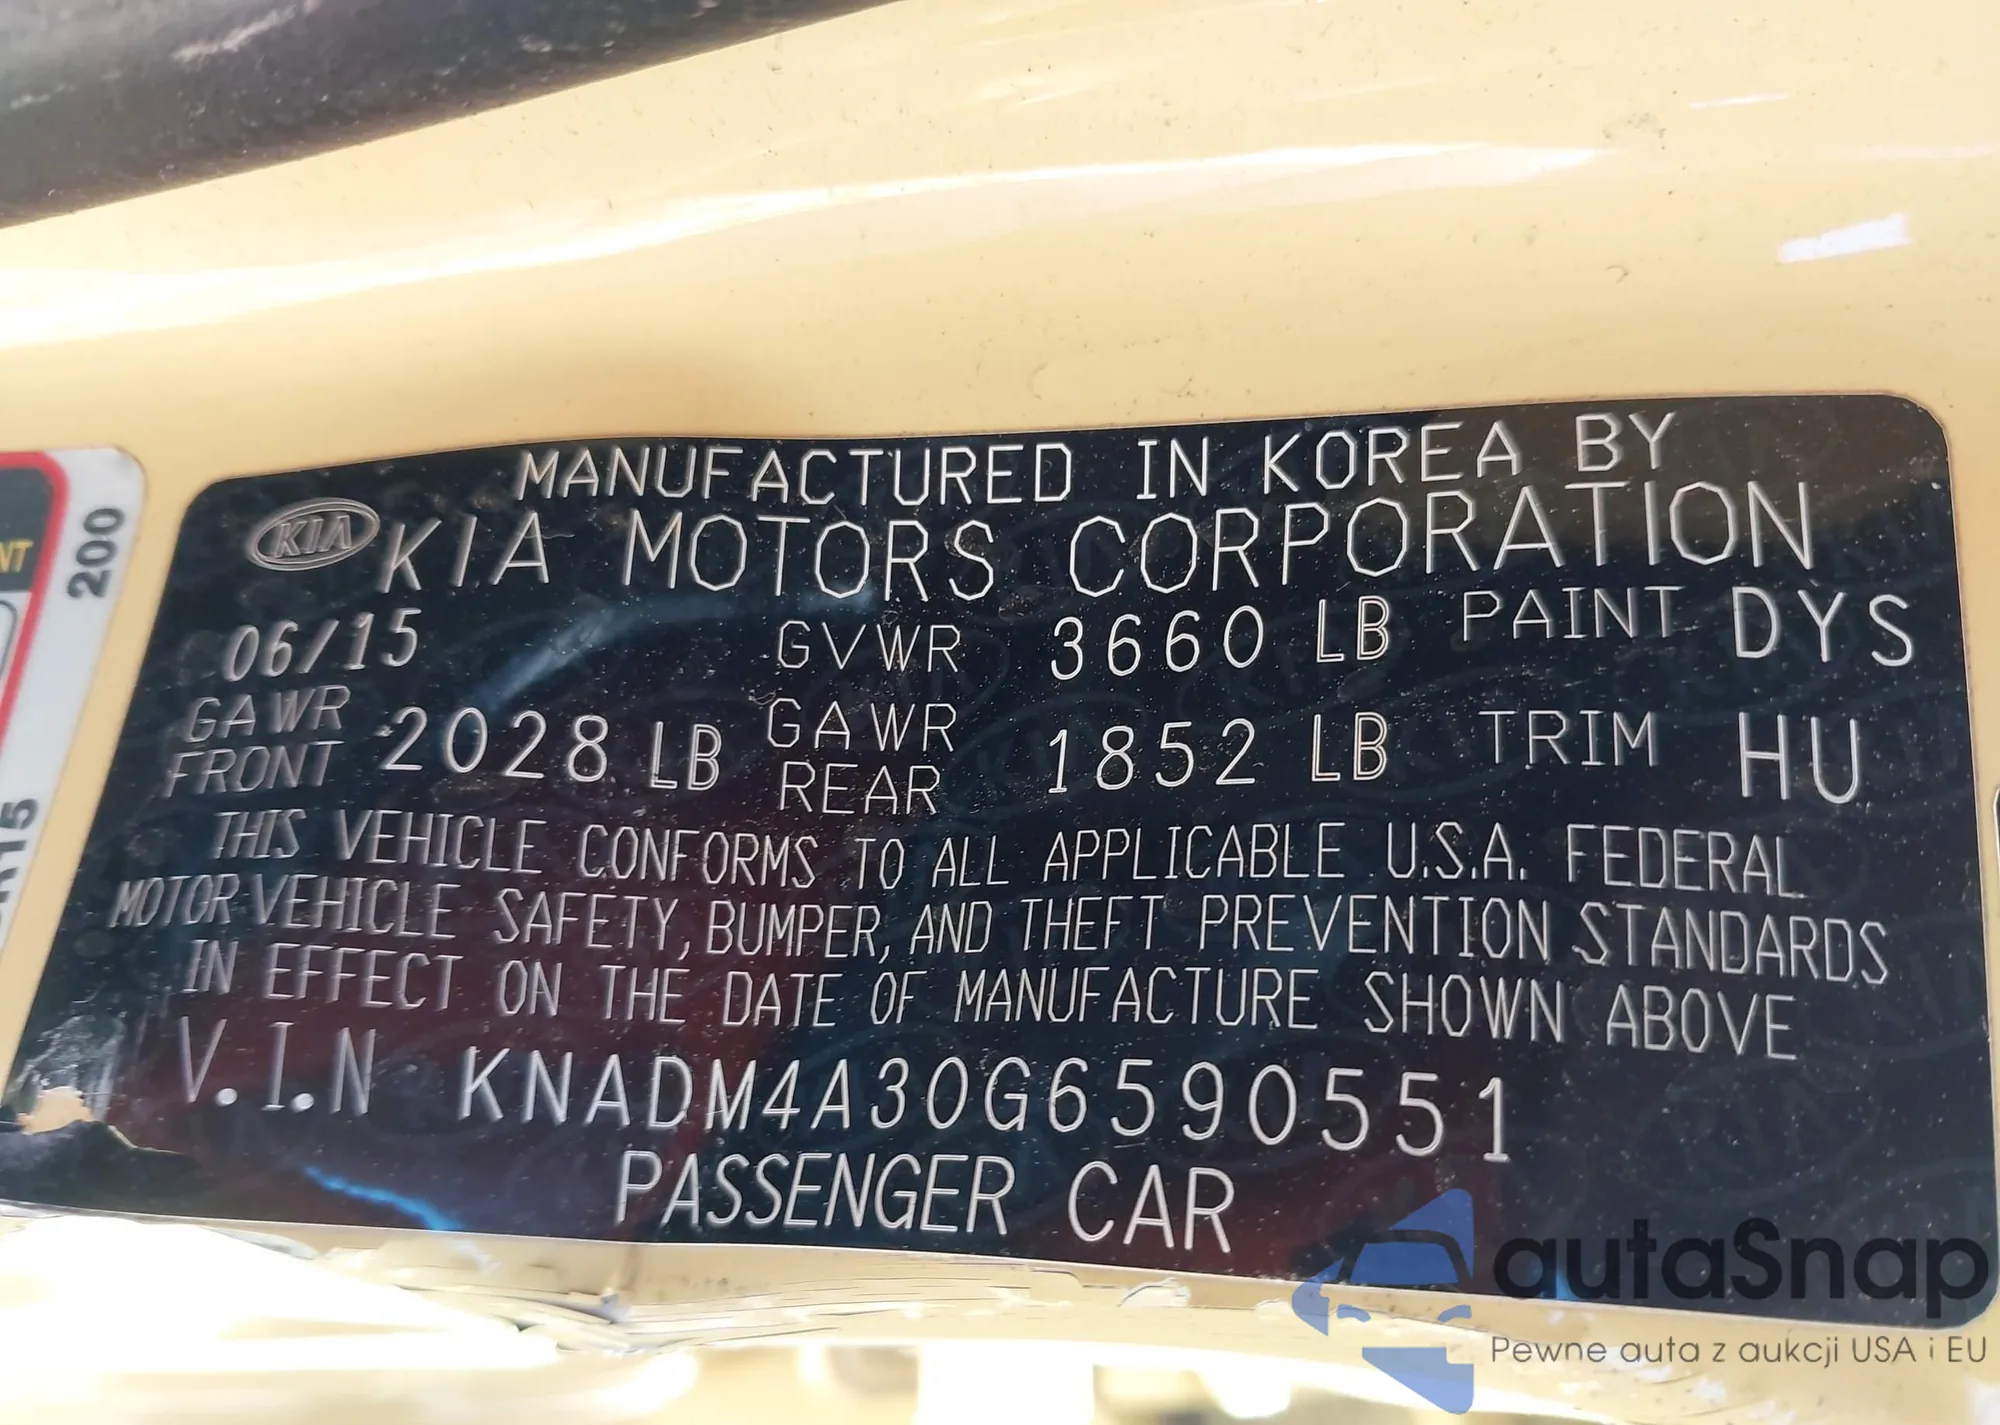 MANUFACTURED IN KOREA BY
KIA KIA MOTORS CORPORATION
06/15 GVWR 3660 LB PAINT DYS
GAWR FRONT 2028 LB GAWR REAR 1852 LB TRIM HU
THIS VEHICLE CONFORMS TO ALL APPLICABLE U.S.A. FEDERAL
MOTOR VEHICLE SAFETY, BUMPER, AND THEFT PREVENTION STANDARDS
IN EFFECT ON THE DATE OF MANUFACTURE SHOWN ABOVE
V.I.N KNADM4A30G6590551
PASSENGER CAR
200
autaSnap
Pewne auta z aukcji USA i EU